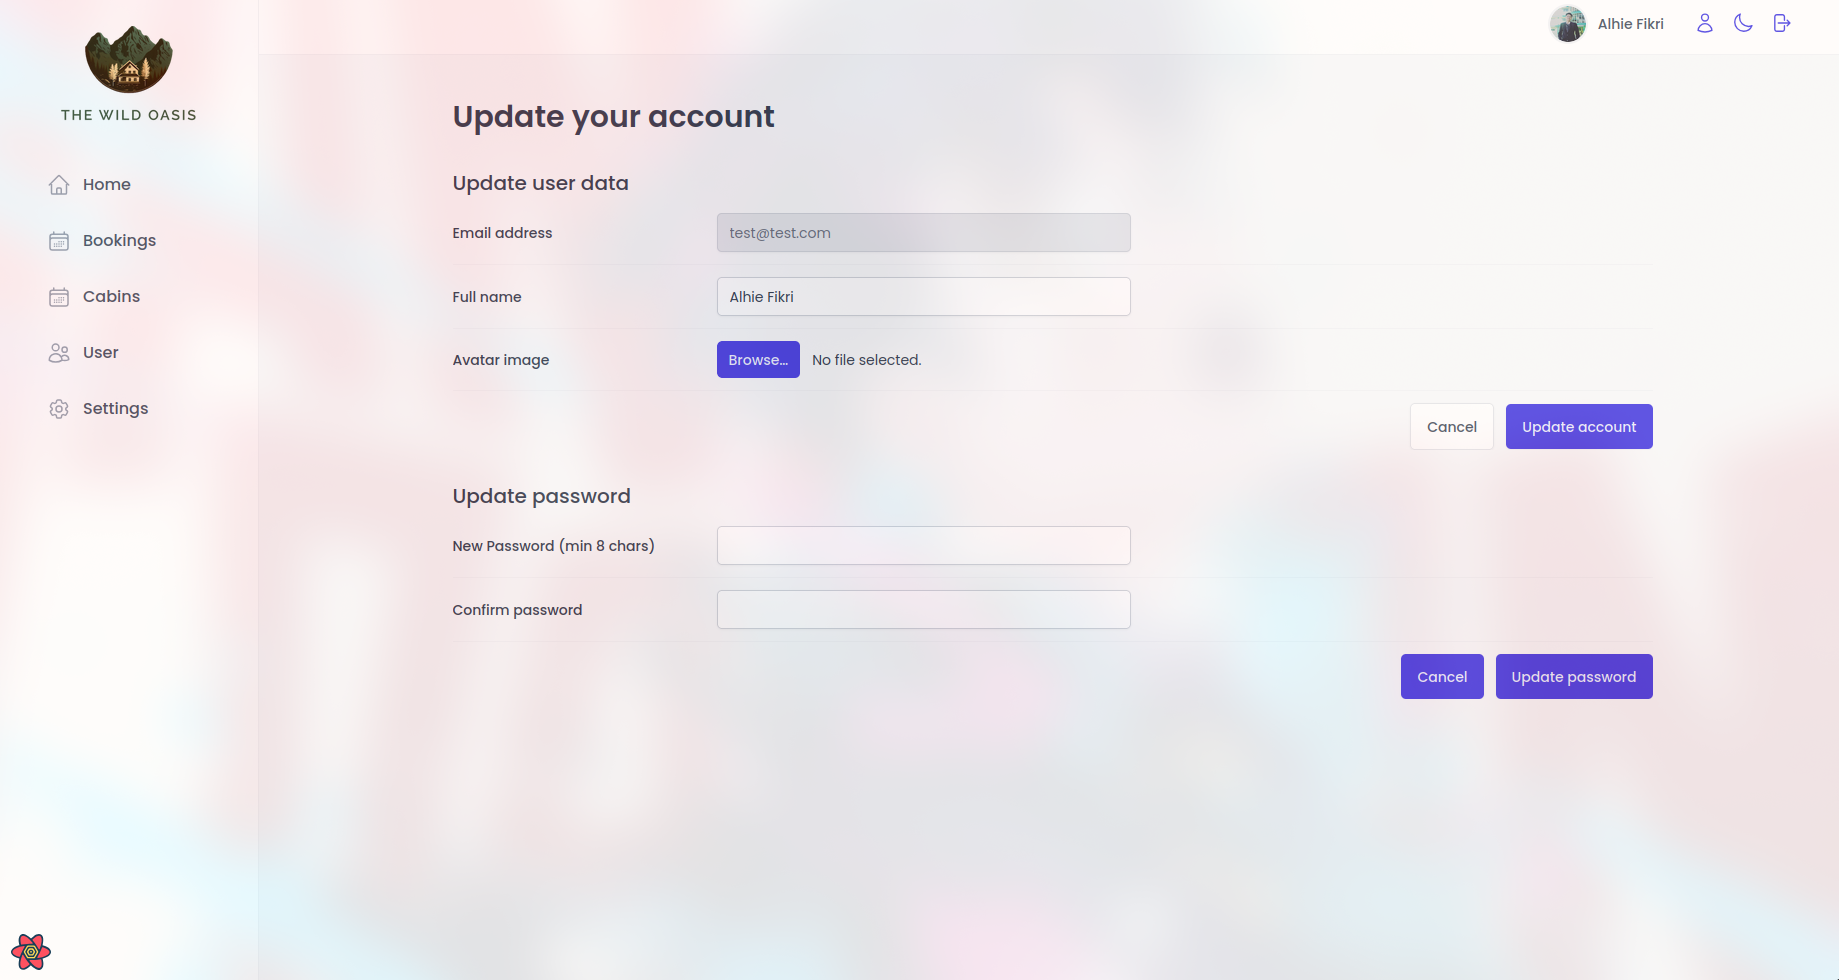 THE WILD OASIS
Home
Bookings
Cabins
User
Settings
Alhie Fikri
Update your account
Update user data
Email address
test@test.com
Full name
Alhie Fikri
Avatar image
Browse...
No file selected.
Cancel
Update account
Update password
New Password (min 8 chars)
Confirm password
Cancel
Update password